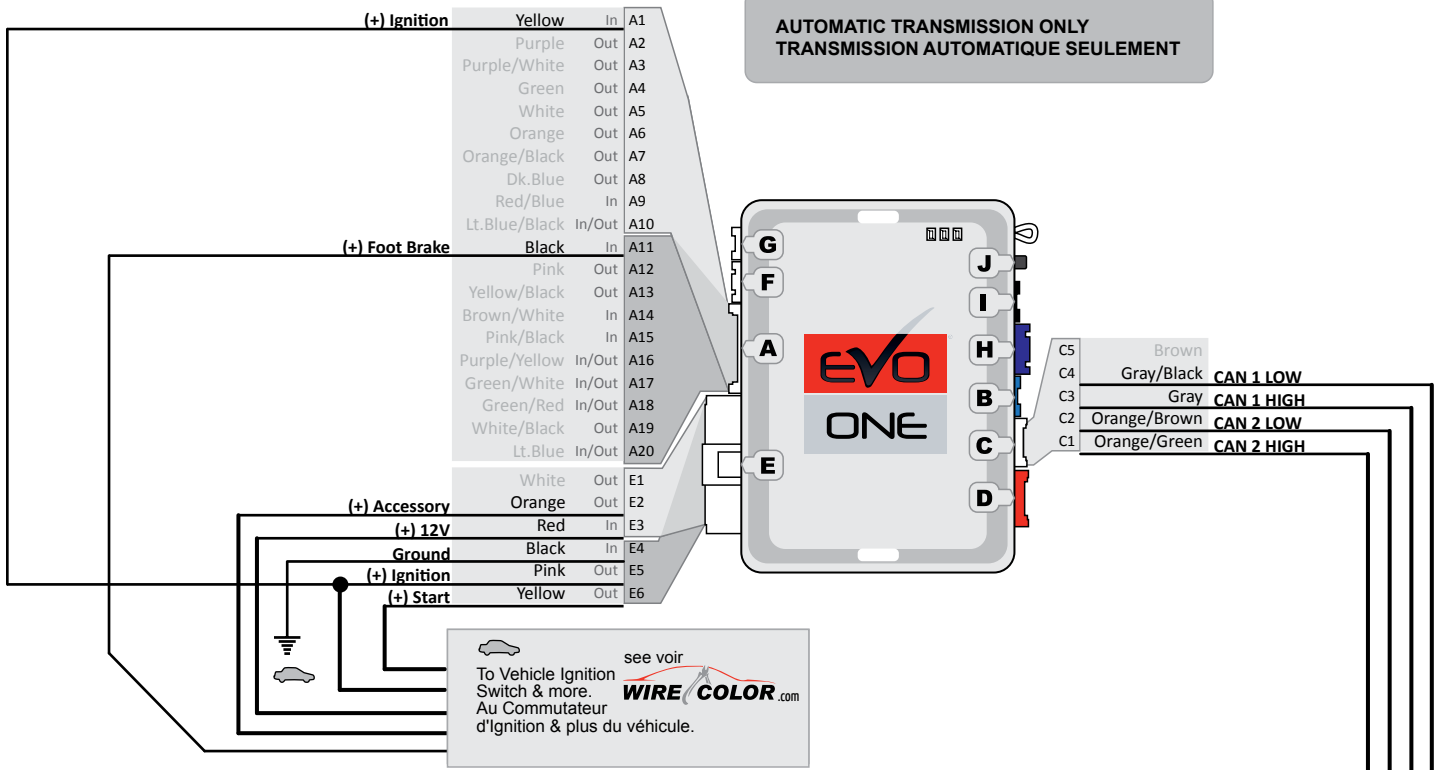 AUTOMATIC TRANSMISSION ONLY
TRANSMISSION AUTOMATIQUE SEULEMENT
(+) Ignition Yellow In A1
Purple Out A2
Purple/White Out A3
Green Out A4
White Out A5
Orange Out A6
Orange/Black Out A7
Dk.Blue Out A8
Red/Blue In A9
Lt.Blue/Black In/Out A10
(+) Foot Brake Black In A11
Pink Out A12
Yellow/Black Out A13
Brown/White In A14
Pink/Black In A15
Purple/Yellow In/Out A16
Green/White In/Out A17
Green/Red In/Out A18
White/Black Out A19
Lt.Blue In/Out A20
White Out E1
(+) Accessory Orange Out E2
(+) 12V Red In E3
Ground Black In E4
(+) Ignition Pink Out E5
(+) Start Yellow Out E6
G
F
A
E
J
I
H
B
C
D
EVO
ONE
C5 Brown
C4 Gray/Black CAN 1 LOW
C3 Gray CAN 1 HIGH
C2 Orange/Brown CAN 2 LOW
C1 Orange/Green CAN 2 HIGH
To Vehicle Ignition
Switch & more.
Au Commutateur
d'Ignition & plus du véhicule.
see voir
WIRE COLOR .com